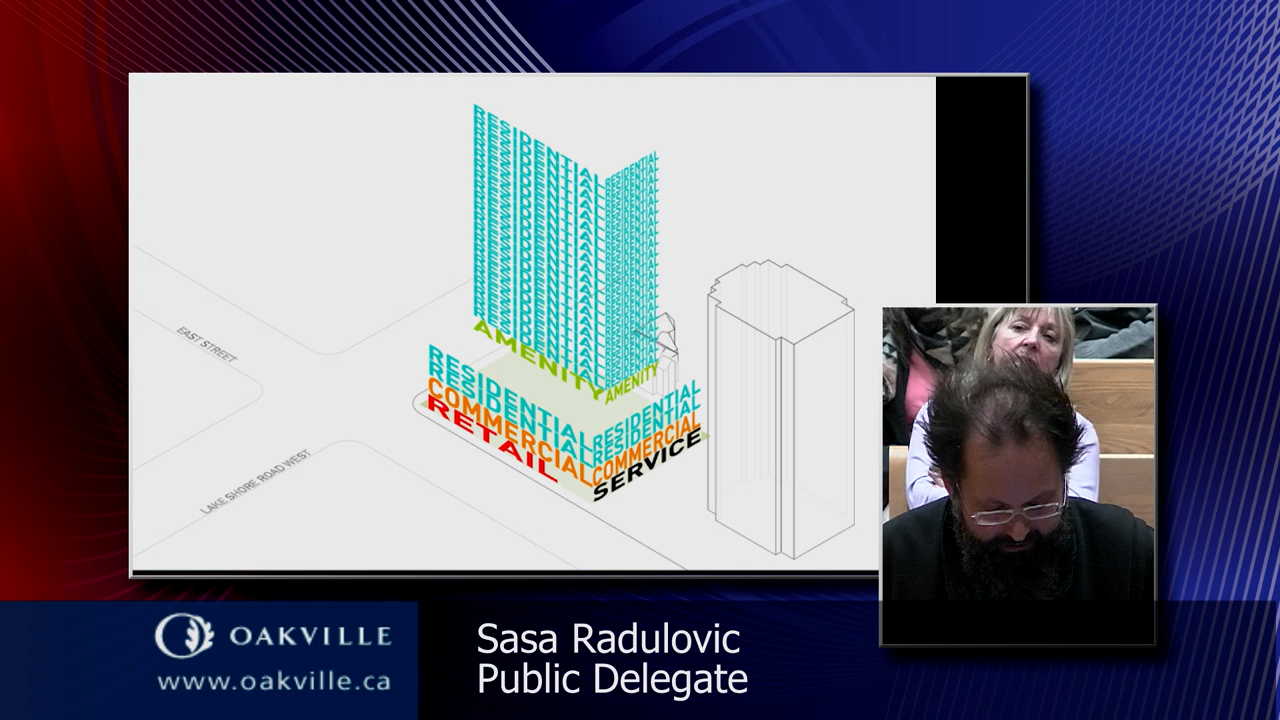 RESIDENTIAL RESIDENTIAL
AMENITY AMENITY
RESIDENTIAL RESIDENTIAL
RESIDENTIAL RESIDENTIAL
COMMERCIAL COMMERCIAL
RETAIL SERVICE
EAST STREET
LAKE SHORE ROAD WEST
OAKVILLE
www.oakville.ca
Sasa Radulovic
Public Delegate